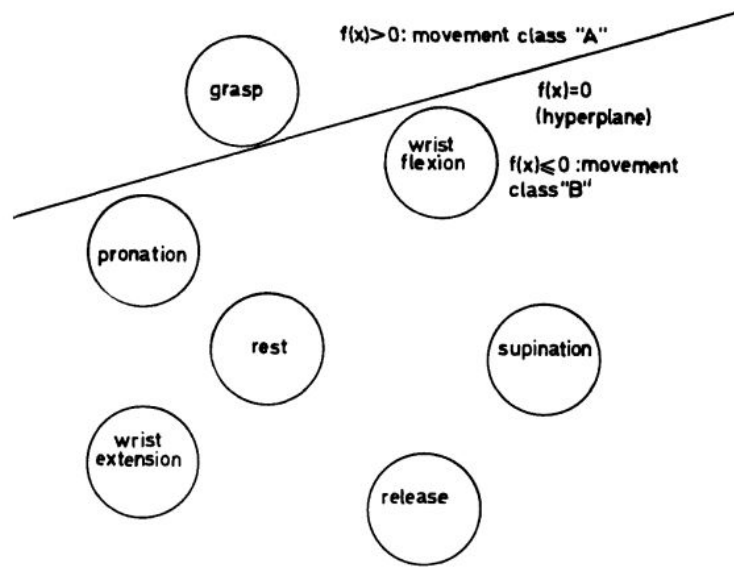 f(x)>0: movement class "A"
grasp
f(x)=0
(hyperplane)
wrist
flexion
f(x)⩽0 :movement
class"B"
pronation
rest
supination
wrist
extension
release